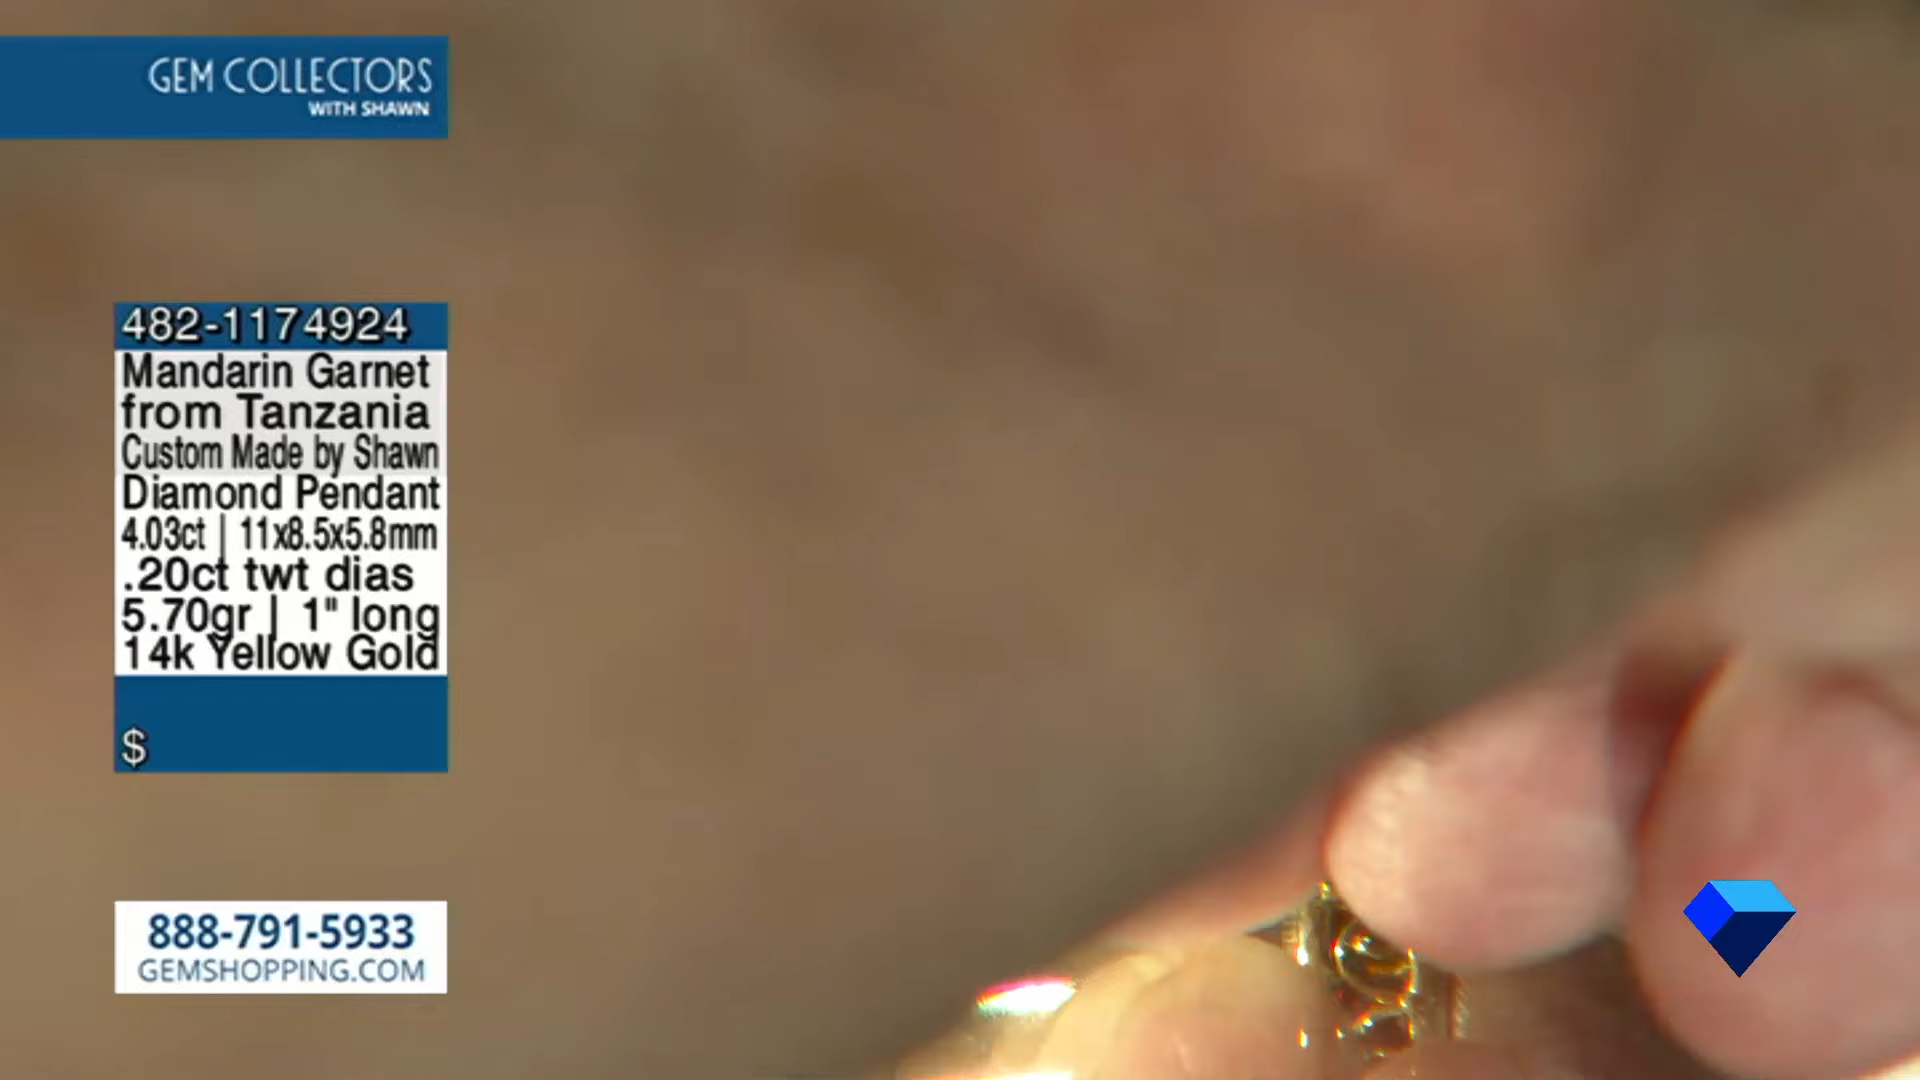 GEM COLLECTORS
WITH SHAWN
482-1174924
Mandarin Garnet
from Tanzania
Custom Made by Shawn
Diamond Pendant
4.03ct | 11x8.5x5.8mm
.20ct twt dias
5.70gr | 1" long
14k Yellow Gold
$
888-791-5933
GEMSHOPPING.COM